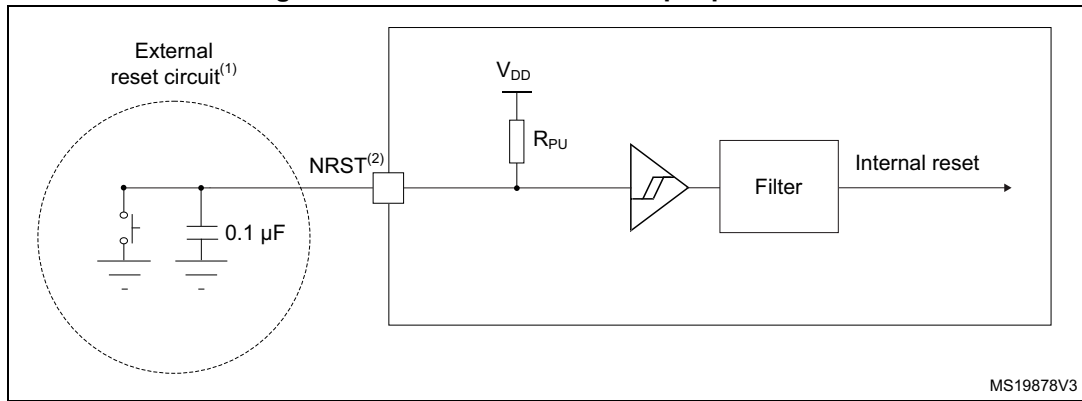 External
reset circuit(1)
VDD
RPU
NRST(2)
Internal reset
Filter
0.1 µF
MS19878V3